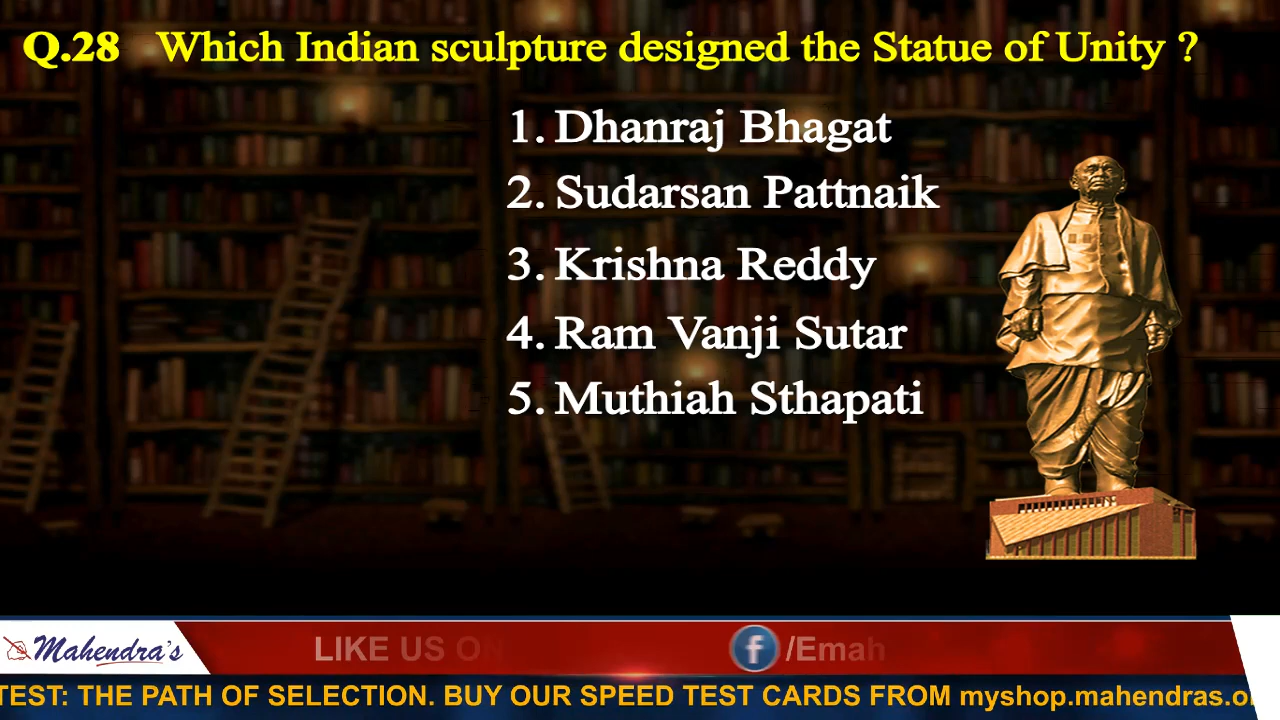 Q.28 Which Indian sculpture designed the Statue of Unity ?
1. Dhanraj Bhagat
2. Sudarsan Pattnaik
3. Krishna Reddy
4. Ram Vanji Sutar
5. Muthiah Sthapati
Mahendra's
LIKE US ON /Emah
TEST: THE PATH OF SELECTION. BUY OUR SPEED TEST CARDS FROM myshop.mahendras.o